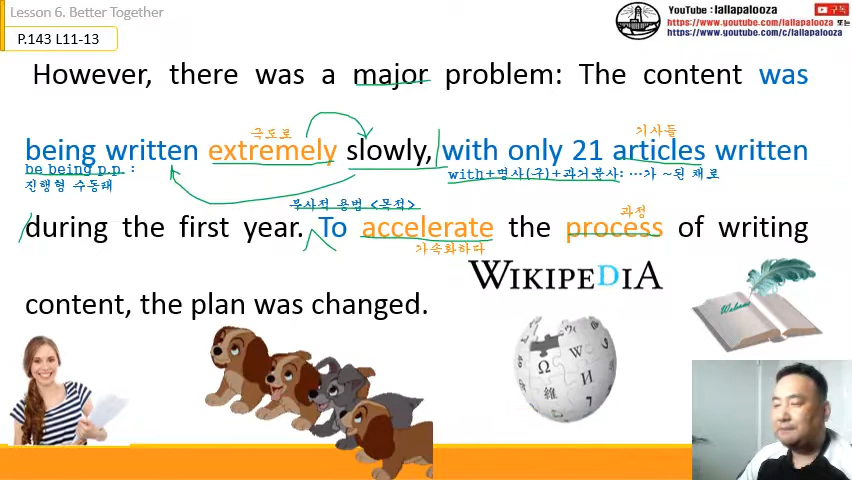 Lesson 6. Better Together
P.143 L11-13
YouTube : lallapalooza
구독
https://www.youtube.com/lallapalooza 또는
https://www.youtube.com/c/lallapalooza
However, there was a major problem: The content was
극도로
기사들
being written extremely slowly, with only 21 articles written
be being p.p :
진행형 수동태
with+명사(구)+과거분사: …가 ~된 채로
부사적 용법 <목적>
과정
during the first year. To accelerate the process of writing
가속화하다
content, the plan was changed.
WIKIPEDIA
Welcome